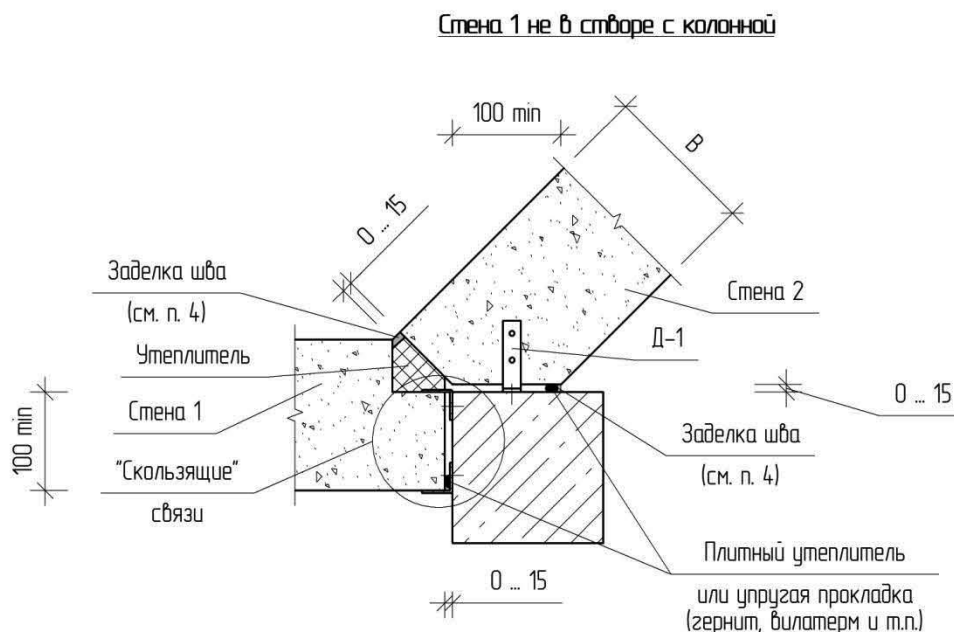 Стена 1 не в створе с колонной
100 min
В
0 ... 15
Заделка шва
(см. п. 4)
Утеплитель
Стена 1
100 min
"Скользящие"
связи
Стена 2
Д-1
0 ... 15
Заделка шва
(см. п. 4)
0 ... 15
Плитный утеплитель
или упругая прокладка
(гернит, вилатерм и т.п.)